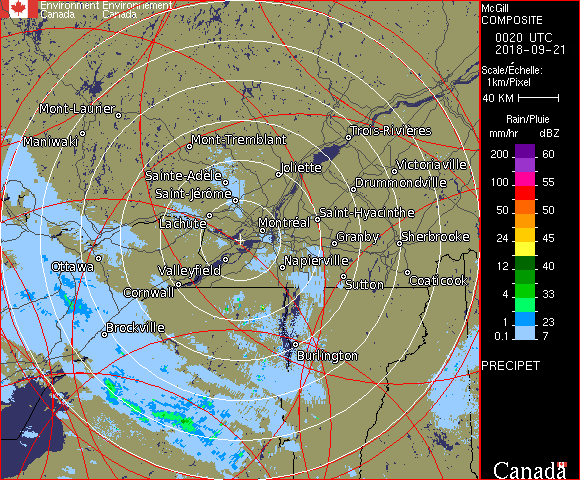 Environment Environnement
Canada Canada
McGill
COMPOSITE
0020 UTC
2018-09-21
Scale/Échelle:
1km/Pixel
40 KM
Rain/Pluie
mm/hr dBZ
200 60
100 55
50 50
24 45
12 40
4 33
1 23
0.1 7
PRECIPET
Canada
Mont-Laurier
Maniwaki
Mont-Tremblant
Trois-Rivières
Sainte-Adèle
Joliette
Victoriaville
Saint-Jérôme
Drummondville
Lachute
Montréal
Saint-Hyacinthe
Granby
Sherbrooke
Ottawa
Valleyfield
Napierville
Cornwall
Sutton
Coaticook
Brockville
Burlington